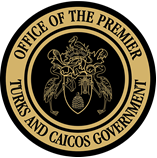 OFFICE OF THE PREMIER
TURKS AND CAICOS GOVERNMENT